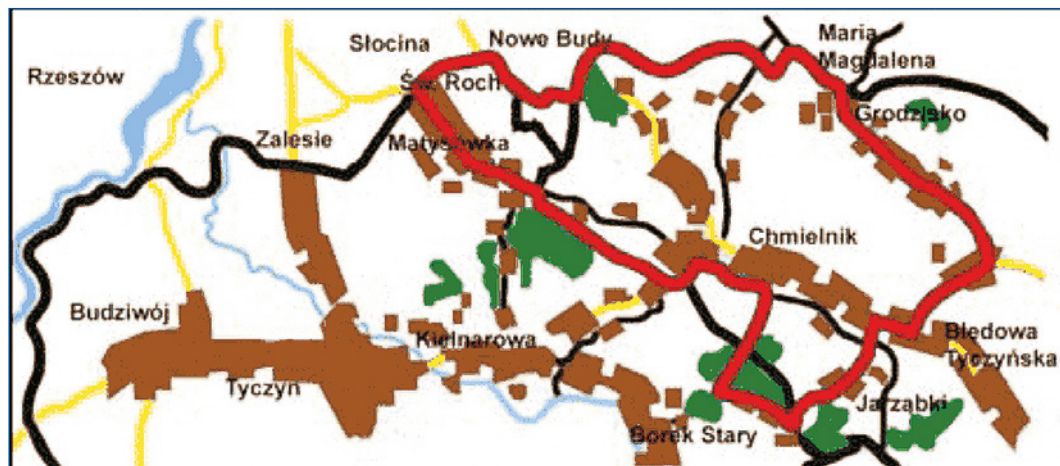 Słocina
Nowe Budy
Maria
Magdalena
Rzeszów
Św. Roch
Grodzisko
Zalesie
Matysówka
Chmielnik
Budziwój
Kielnarowa
Błędowa
Tyczyńska
Tyczyn
Jarząbki
Borek Stary